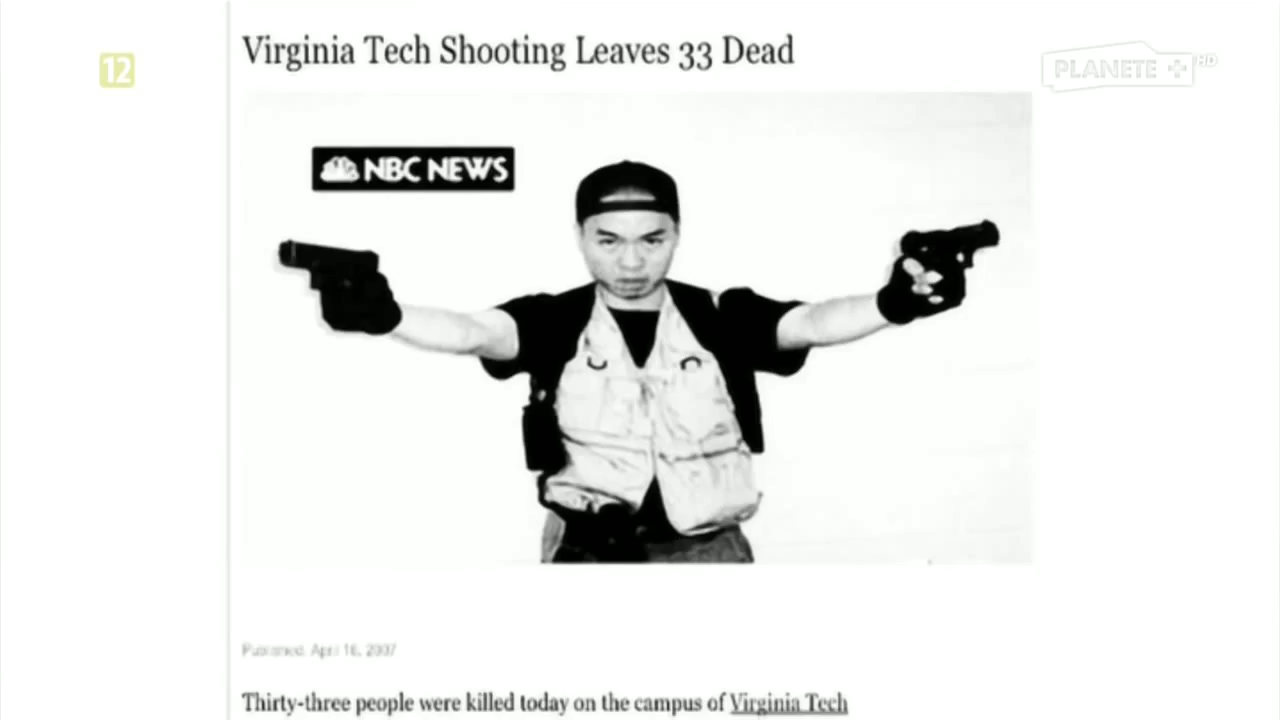 Virginia Tech Shooting Leaves 33 Dead
12
PLANETE + HD
NBC NEWS
Published: April 16, 2007
Thirty-three people were killed today on the campus of Virginia Tech